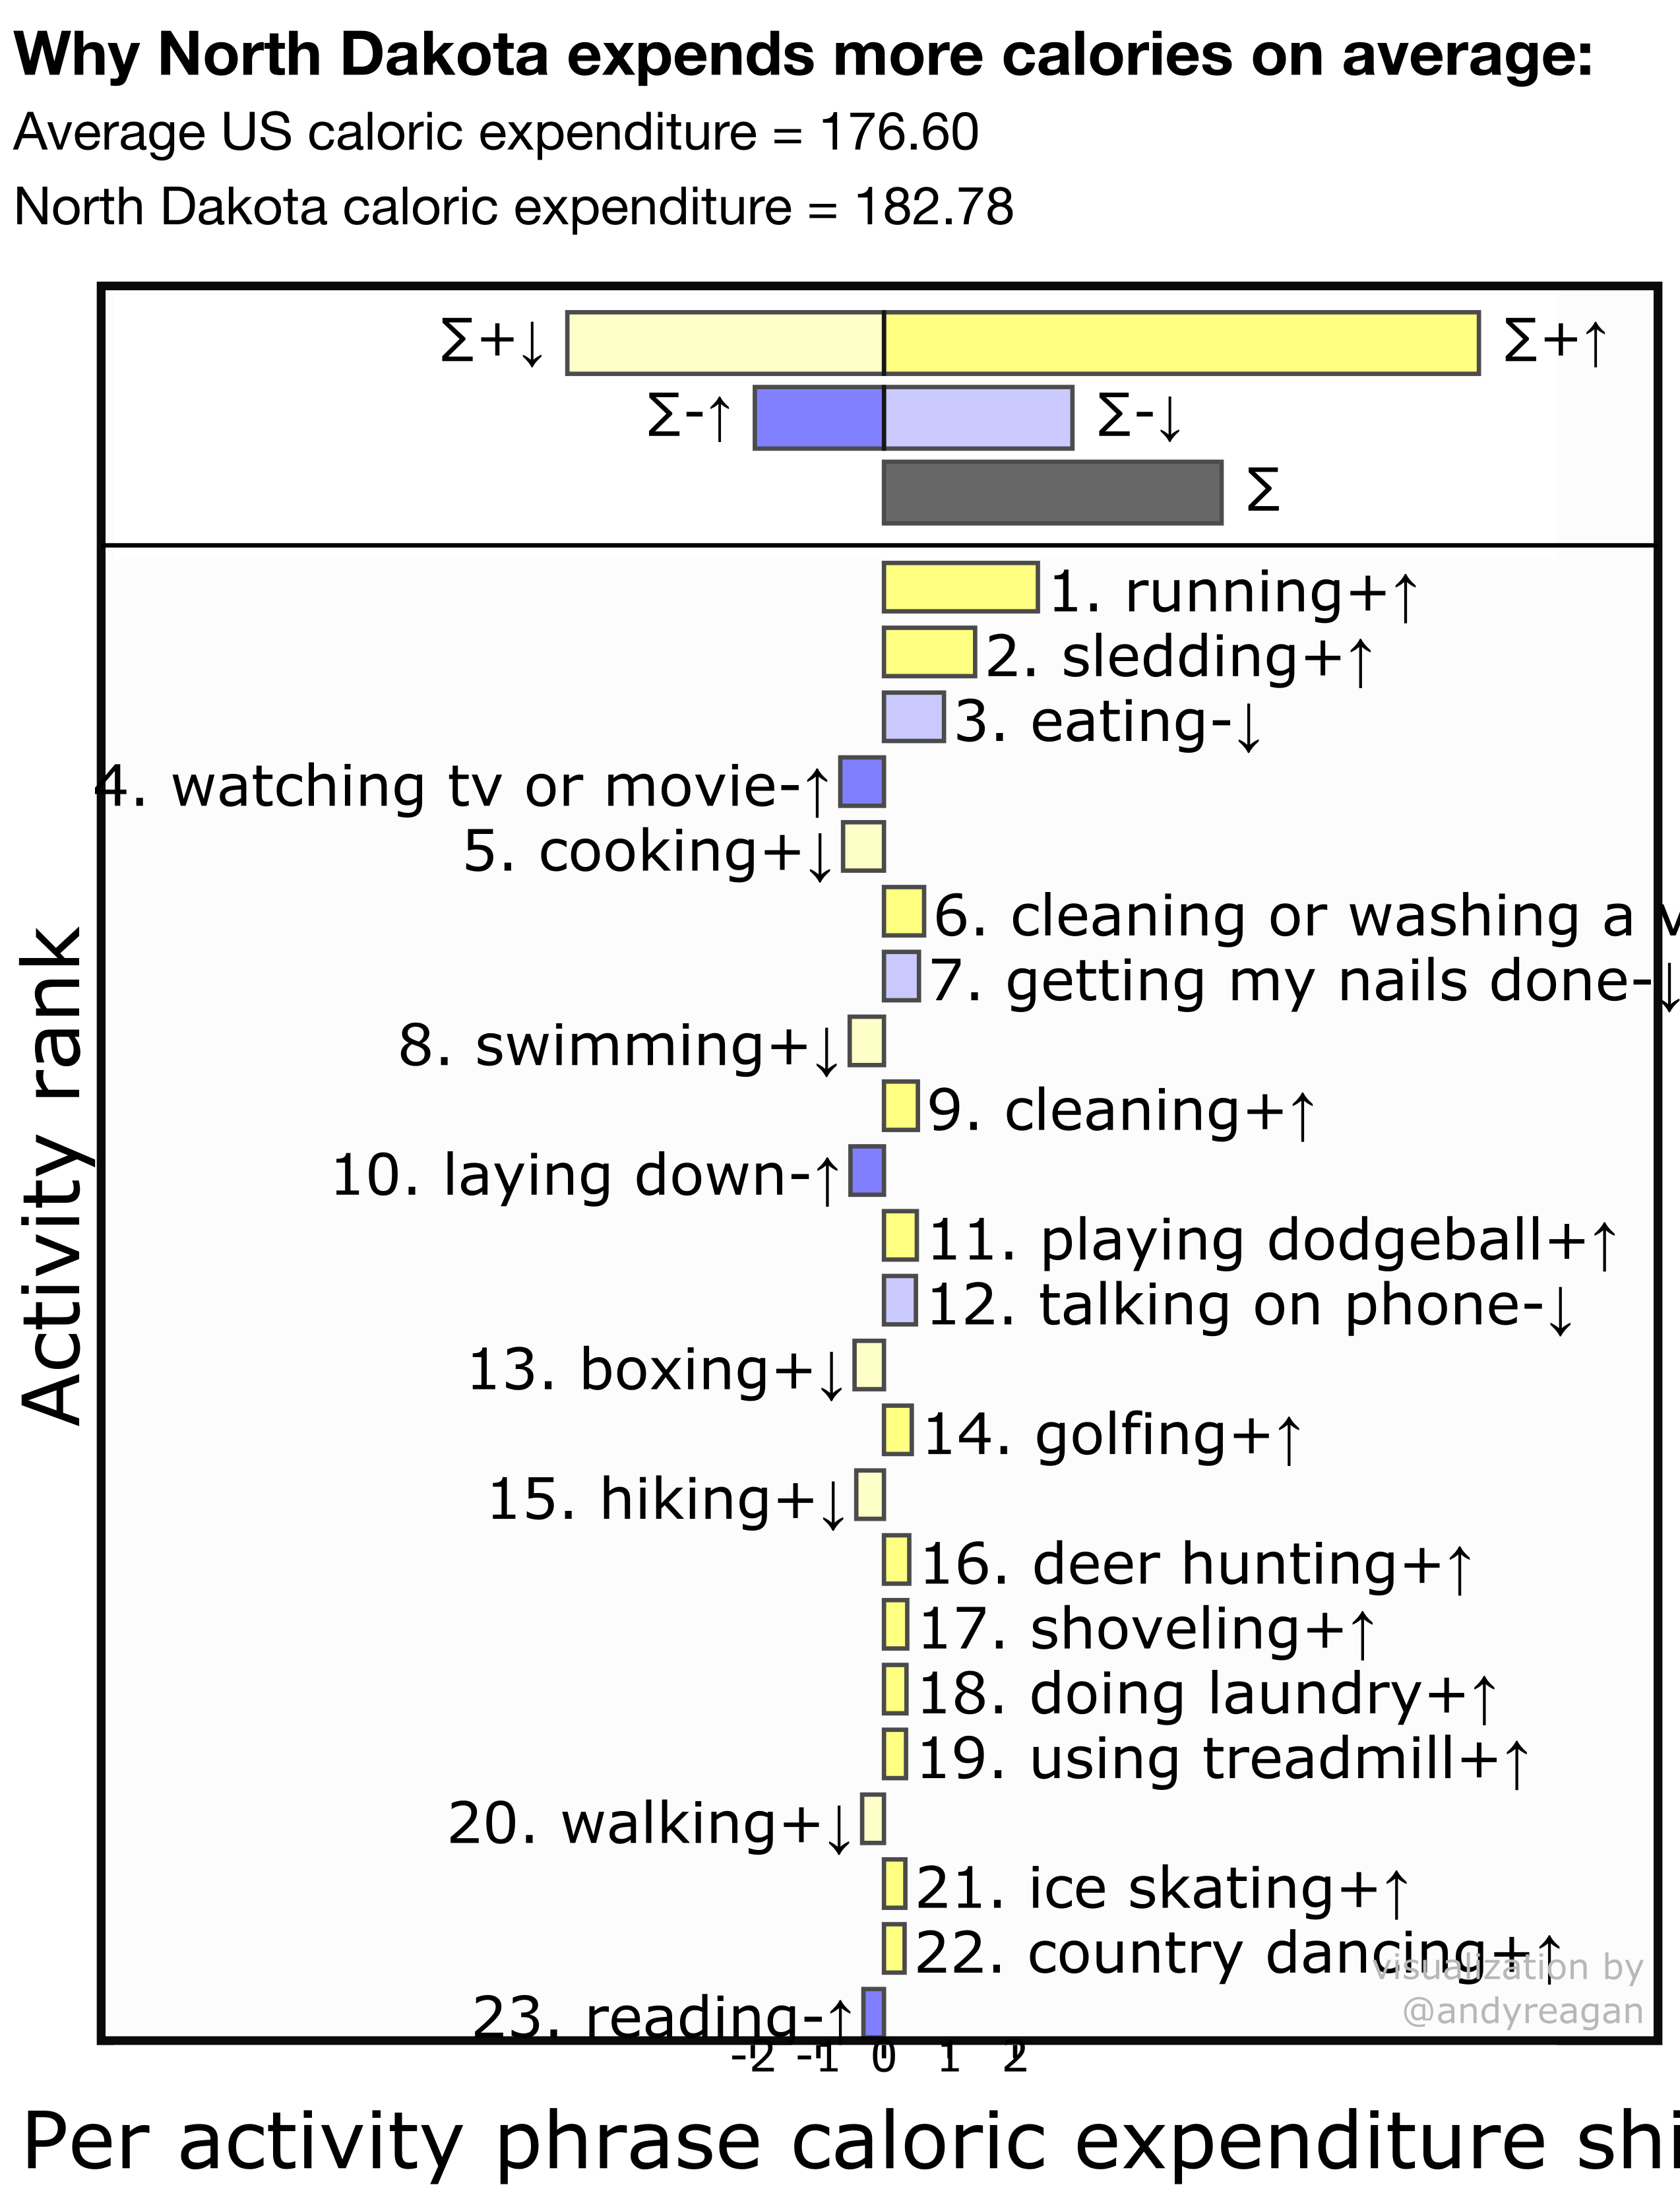 Why North Dakota expends more calories on average:
Average US caloric expenditure = 176.60
North Dakota caloric expenditure = 182.78
∑+↓ ∑+↑
∑-↑ ∑-↓
∑
1. running+↑
2. sledding+↑
3. eating-↓
4. watching tv or movie-↑
5. cooking+↓
6. cleaning or washing a
7. getting my nails done-↓
8. swimming+↓
9. cleaning+↑
10. laying down-↑
11. playing dodgeball+↑
12. talking on phone-↓
13. boxing+↓
14. golfing+↑
15. hiking+↓
16. deer hunting+↑
17. shoveling+↑
18. doing laundry+↑
19. using treadmill+↑
20. walking+↓
21. ice skating+↑
22. country dancing+↑
23. reading-↑
Activity rank
visualization by
@andyreagan
-2 -1 0 1 2
Per activity phrase caloric expenditure shi